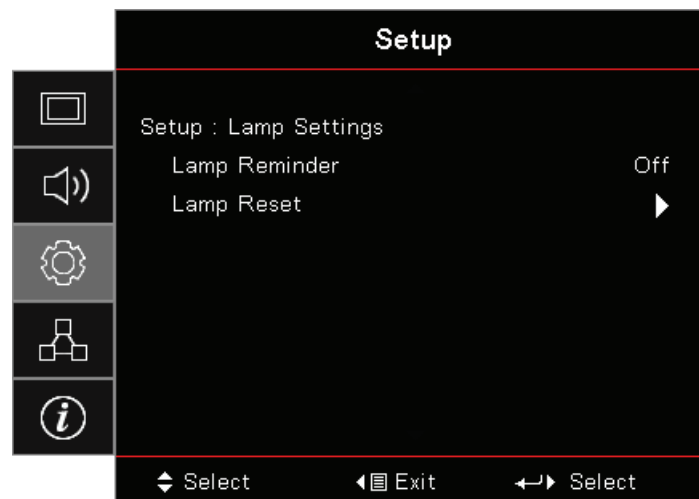 Setup
Setup : Lamp Settings
Lamp Reminder Off
Lamp Reset
Select Exit Select